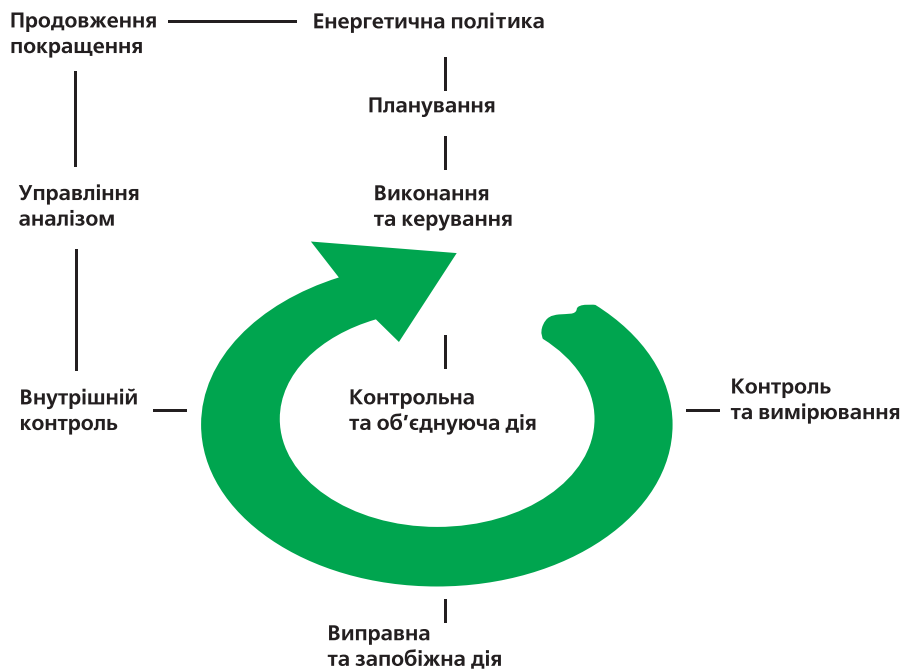 Продовження
покращення
Енергетична політика
Планування
Управління
аналізом
Виконання
та керування
Внутрішній
контроль
Контрольна
та об‘єднуюча дія
Контроль
та вимірювання
Виправна
та запобіжна дія